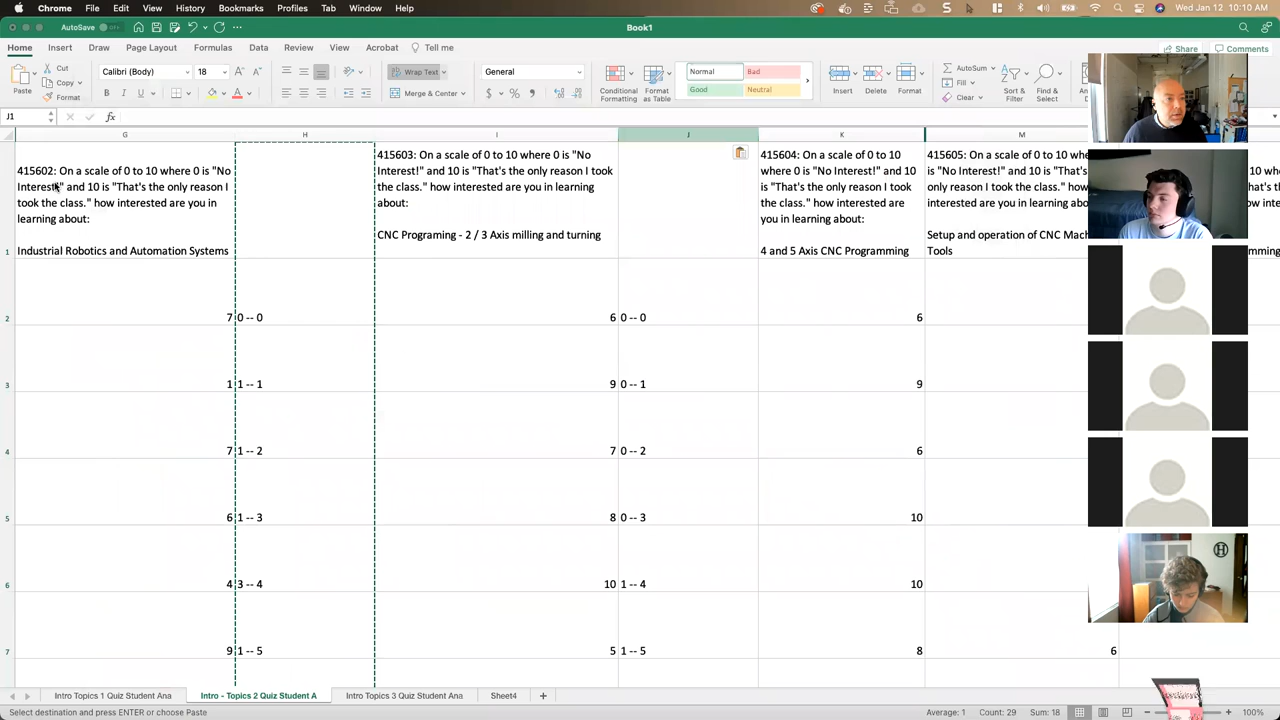 Chrome File Edit View History Bookmarks Profiles Tab Window Help
Wed Jan 12 10:10 AM
AutoSave OFF
Book1
Home Insert Draw Page Layout Formulas Data Review View Acrobat Tell me
Share Comments
Paste
Cut
Copy
Format
Calibri (Body) 18
Wrap Text
Merge & Center
General
Conditional Formatting
Format as Table
Normal Bad
Good Neutral
Insert Delete Format
AutoSum
Fill
Clear
Sort & Filter
Find & Select
J1 fx
G H I J K M
1
415602: On a scale of 0 to 10 where 0 is "No
Interest!" and 10 is "That's the only reason I
took the class." how interested are you in
learning about:
Industrial Robotics and Automation Systems
415603: On a scale of 0 to 10 where 0 is "No
Interest!" and 10 is "That's the only reason I took
the class." how interested are you in learning
about:
CNC Programing - 2 / 3 Axis milling and turning
415604: On a scale of 0 to 10
where 0 is "No Interest!" and 10
is "That's the only reason I took
the class." how interested are
you in learning about:
4 and 5 Axis CNC Programming
415605: On a scale of 0 to 10 whe
is "No Interest!" and 10 is "That's
only reason I took the class." how
interested are you in learning abo
Setup and operation of CNC Mach
Tools
0 where
mming
2 7 0 -- 0 6 0 -- 0 6
3 1 1 -- 1 9 0 -- 1 9
4 7 1 -- 2 7 0 -- 2 6
5 6 1 -- 3 8 0 -- 3 10
6 4 3 -- 4 10 1 -- 4 10
7 9 1 -- 5 5 1 -- 5 8 6
Intro Topics 1 Quiz Student Ana Intro - Topics 2 Quiz Student A Intro Topics 3 Quiz Student Ana Sheet4 +
Select destination and press ENTER or choose Paste
Average: 1 Count: 29 Sum: 18
100%